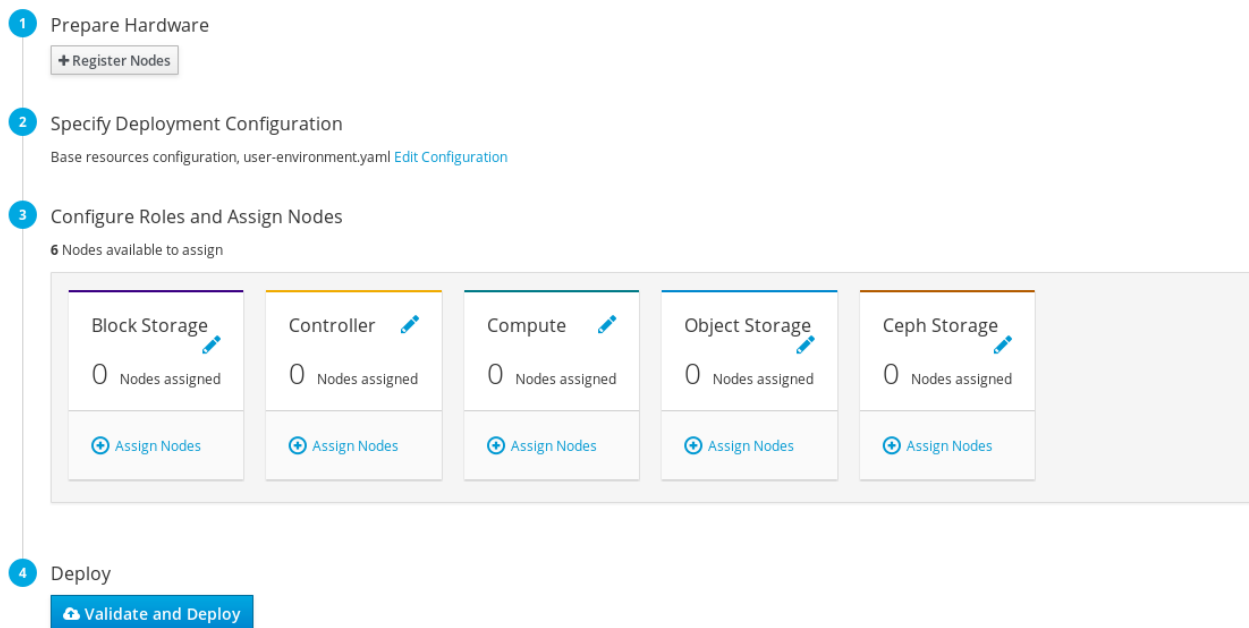 1 Prepare Hardware
Register Nodes
2 Specify Deployment Configuration
Base resources configuration, user-environment.yaml Edit Configuration
3 Configure Roles and Assign Nodes
6 Nodes available to assign
Block Storage Controller Compute Object Storage Ceph Storage
0 Nodes assigned 0 Nodes assigned 0 Nodes assigned 0 Nodes assigned 0 Nodes assigned
Assign Nodes Assign Nodes Assign Nodes Assign Nodes Assign Nodes
4 Deploy
Validate and Deploy